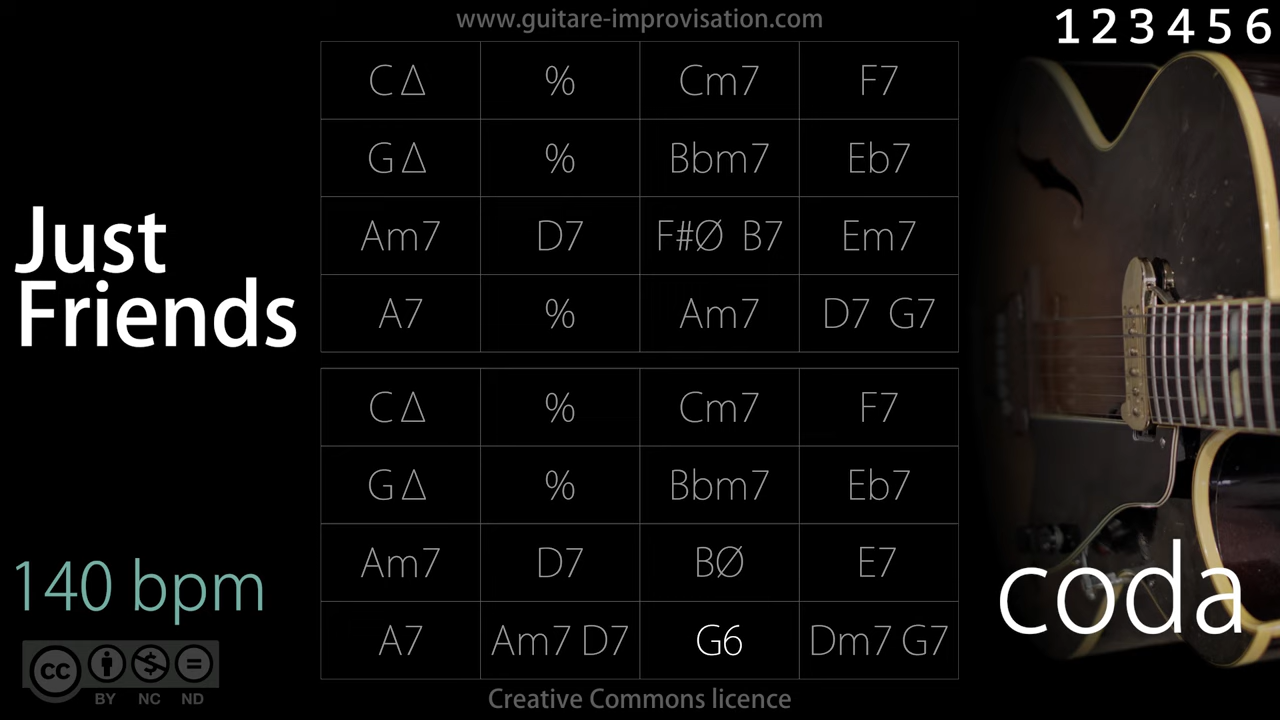 www.guitare-improvisation.com
1 2 3 4 5 6
C Δ % Cm7 F7
G Δ % Bbm7 Eb7
Am7 D7 F#Ø B7 Em7
A7 % Am7 D7 G7
Just
Friends
C Δ % Cm7 F7
G Δ % Bbm7 Eb7
Am7 D7 BØ E7
A7 Am7 D7 G6 Dm7 G7
140 bpm
coda
cc
BY NC ND
Creative Commons licence